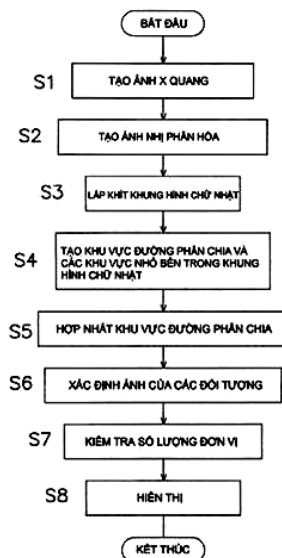 BẮT ĐẦU
S1
TẠO ẢNH X QUANG
S2
TẠO ẢNH NHỊ PHÂN HÓA
S3
LẮP KHÍT KHUNG HÌNH CHỮ NHẬT
S4
TẠO KHU VỰC ĐƯỜNG PHÂN CHIA VÀ
CÁC KHU VỰC NHỎ BÊN TRONG KHUNG
HÌNH CHỮ NHẬT
S5
HỢP NHẤT KHU VỰC ĐƯỜNG PHÂN CHIA
S6
XÁC ĐỊNH ẢNH CỦA CÁC ĐỐI TƯỢNG
S7
KIỂM TRA SỐ LƯỢNG ĐƠN VỊ
S8
HIỂN THỊ
KẾT THÚC